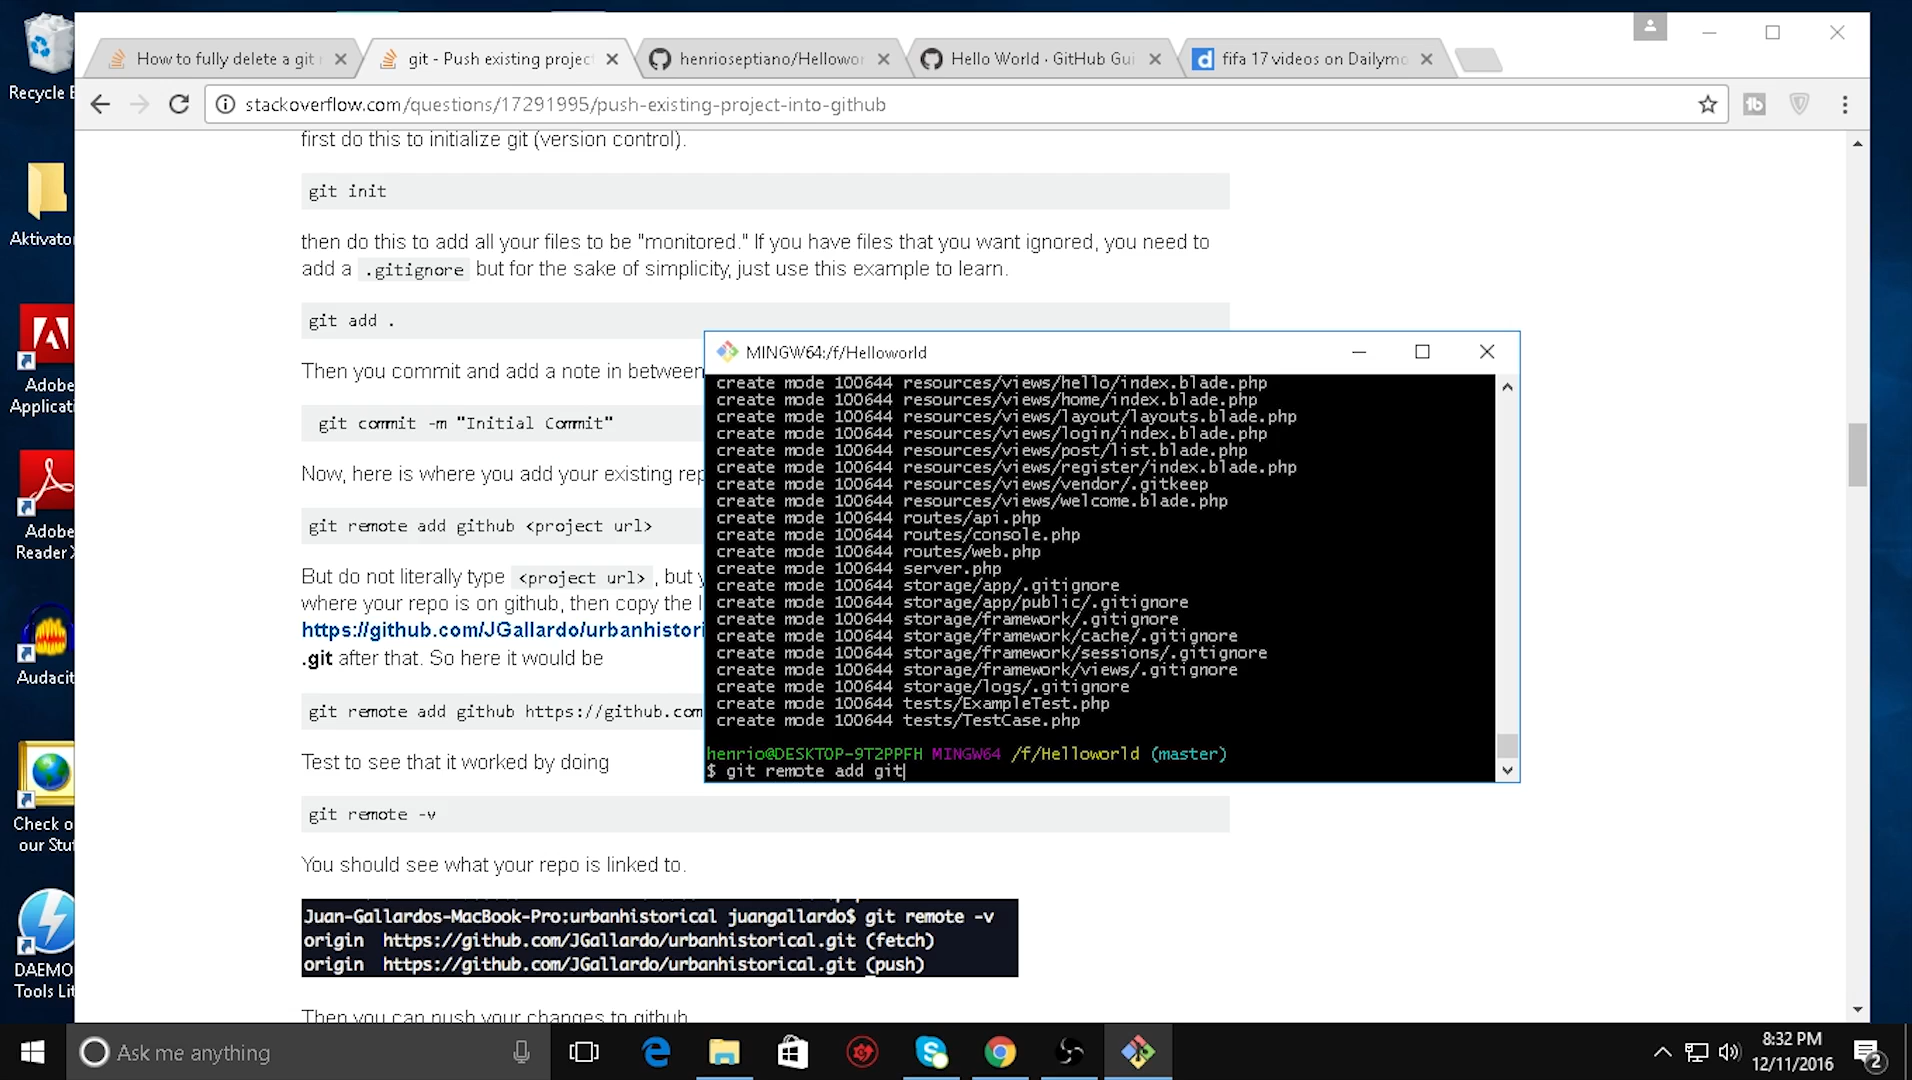 Recycle B
Aktivator
Adobe
Applicati
Adobe
Reader X
Audacit
Check o
our Stuf
DAEMO
Tools Lit
How to fully delete a git r
git - Push existing project
henrioseptiano/Hellowor
Hello World · GitHub Gui
fifa 17 videos on Dailymo
stackoverflow.com/questions/17291995/push-existing-project-into-github
first do this to initialize git (version control).
git init
then do this to add all your files to be "monitored." If you have files that you want ignored, you need to
add a .gitignore but for the sake of simplicity, just use this example to learn.
git add .
Then you commit and add a note in between
git commit -m "Initial Commit"
Now, here is where you add your existing rep
git remote add github <project url>
But do not literally type <project url>, but y
where your repo is on github, then copy the l
https://github.com/JGallardo/urbanhistori
.git after that. So here it would be
git remote add github https://github.com
Test to see that it worked by doing
git remote -v
You should see what your repo is linked to.
Juan-Gallardos-MacBook-Pro:urbanhistorical juangallardo$ git remote -v
origin https://github.com/JGallardo/urbanhistorical.git (fetch)
origin https://github.com/JGallardo/urbanhistorical.git (push)
Then you can push your changes to github
MINGW64:/f/Helloworld
create mode 100644 resources/views/hello/index.blade.php
create mode 100644 resources/views/home/index.blade.php
create mode 100644 resources/views/layout/layouts.blade.php
create mode 100644 resources/views/login/index.blade.php
create mode 100644 resources/views/post/list.blade.php
create mode 100644 resources/views/register/index.blade.php
create mode 100644 resources/views/vendor/.gitkeep
create mode 100644 resources/views/welcome.blade.php
create mode 100644 routes/api.php
create mode 100644 routes/console.php
create mode 100644 routes/web.php
create mode 100644 server.php
create mode 100644 storage/app/.gitignore
create mode 100644 storage/app/public/.gitignore
create mode 100644 storage/framework/.gitignore
create mode 100644 storage/framework/cache/.gitignore
create mode 100644 storage/framework/sessions/.gitignore
create mode 100644 storage/framework/views/.gitignore
create mode 100644 storage/logs/.gitignore
create mode 100644 tests/ExampleTest.php
create mode 100644 tests/TestCase.php
henrio@DESKTOP-9T2PPFH MINGW64 /f/Helloworld (master)
$ git remote add git
Ask me anything
8:32 PM
12/11/2016
2